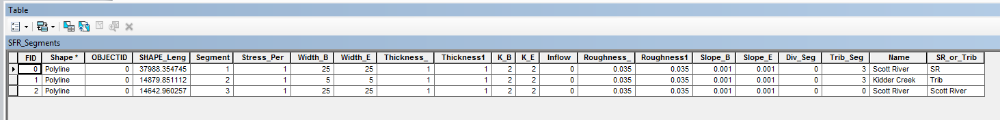 Table
SFR_Segments
FID Shape * OBJECTID SHAPE_Leng Segment Stress_Per Width_B Width_E Thickness_ Thickness1 K_B K_E Inflow Roughness_ Roughness1 Slope_B Slope_E Div_Seg Trib_Seg Name SR_or_Trib
0 Polyline 0 37988.354745 1 1 25 25 1 1 2 2 0 0.035 0.035 0.001 0.001 0 3 Scott River SR
1 Polyline 0 14879.851112 2 1 5 5 1 1 2 2 0 0.035 0.035 0.001 0.001 0 3 Kidder Creek Trib
2 Polyline 0 14642.960257 3 1 25 25 1 1 2 2 0 0.035 0.035 0.001 0.001 0 0 Scott River Scott River